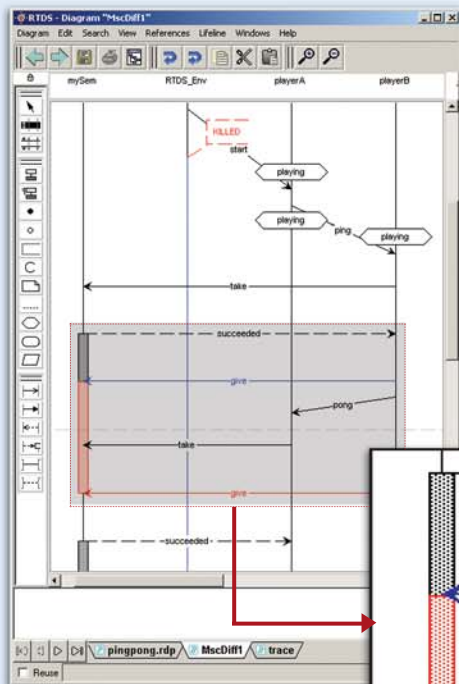 RTDS - Diagram "MscDiff1"
Diagram Edit Search View References Lifeline Windows Help
mySem RTDS_Env playerA playerB
KILLED
start
playing
playing
ping
playing
take
succeeded
give
pong
take
give
succeeded
pingpong.rdp MscDiff1 trace
Reuse